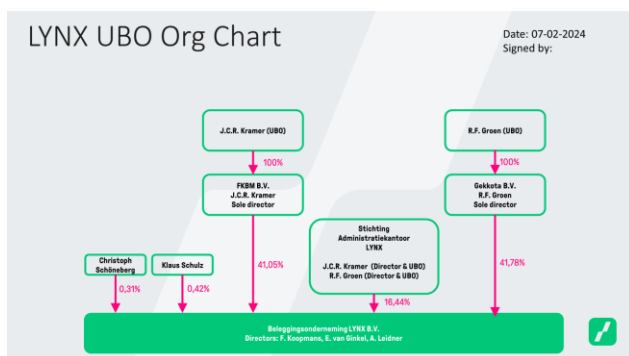 LYNX UBO Org Chart
Date: 07-02-2024
Signed by:
J.C.R. Kramer (UBO)
R.F. Groen (UBO)
100%
100%
FKBM B.V.
J.C.R. Kramer
Sole director
Gekkota B.V.
R.F. Groen
Sole director
Stichting
Administratiekantoor
LYNX
J.C.R. Kramer (Director & UBO)
R.F. Groen (Director & UBO)
Christoph
Schöneberg
Klaus Schulz
41,05%
41,78%
0,31%
0,42%
16,44%
Beleggingsonderneming LYNX B.V.
Directors: F. Koopmans, E. van Ginkel, A. Leidner